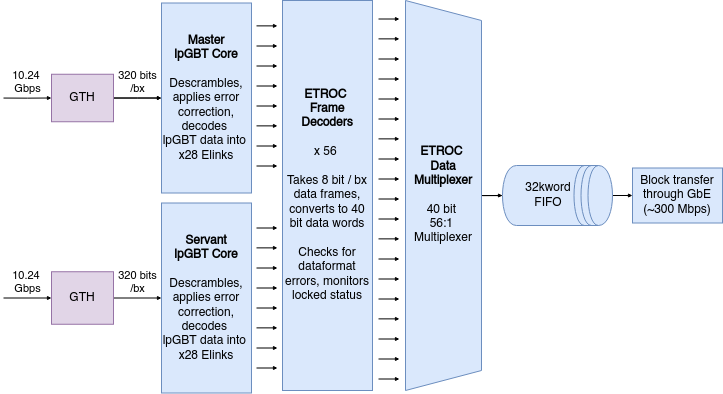 10.24
Gbps
GTH
320 bits
/bx
Master
lpGBT Core
Descrambles,
applies error
correction,
decodes
lpGBT data into
x28 Elinks
10.24
Gbps
GTH
320 bits
/bx
Servant
lpGBT Core
Descrambles,
applies error
correction,
decodes
lpGBT data into
x28 Elinks
ETROC
Frame
Decoders
x 56
Takes 8 bit / bx
data frames,
converts to 40
bit data words
Checks for
dataformat
errors, monitors
locked status
ETROC
Data
Multiplexer
40 bit
56:1
Multiplexer
32kword
FIFO
Block transfer
through GbE
(~300 Mbps)